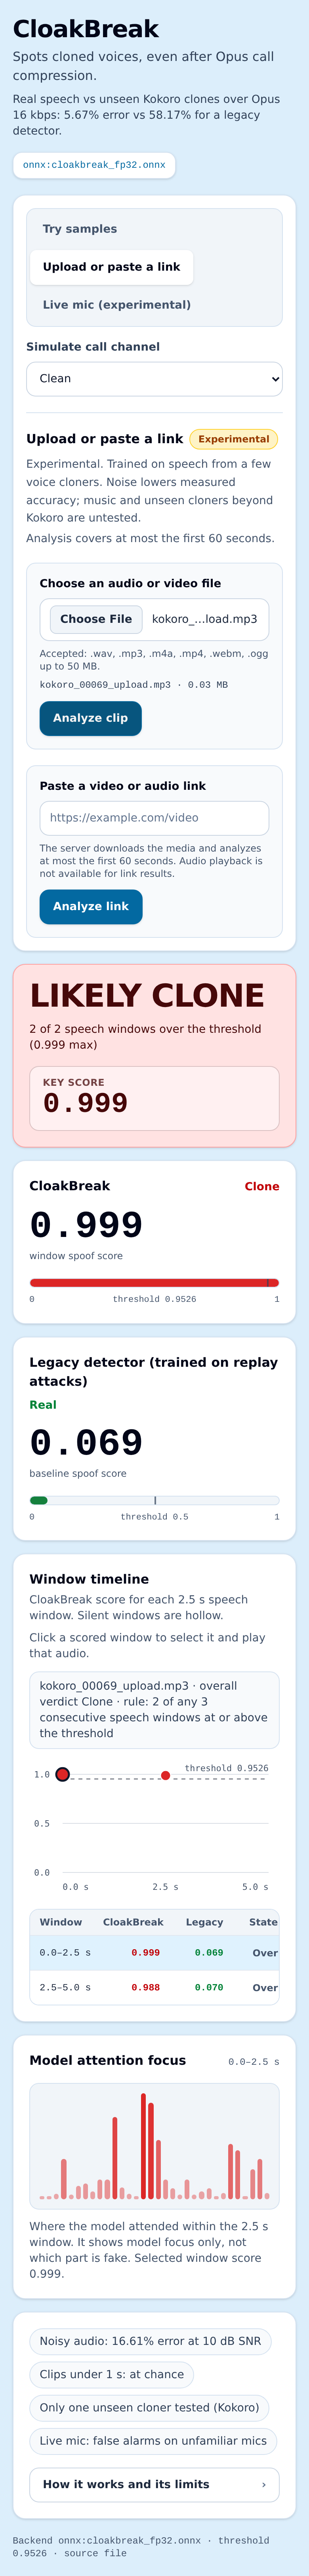 CloakBreak
Spots cloned voices, even after Opus call
compression.
Real speech vs unseen Kokoro clones over Opus
16 kbps: 5.67% error vs 58.17% for a legacy
detector.
onnx:cloakbreak_fp32.onnx
Try samples
Upload or paste a link
Live mic (experimental)
Simulate call channel
Clean
Upload or paste a link Experimental
Experimental. Trained on speech from a few
voice cloners. Noise lowers measured
accuracy; music and unseen cloners beyond
Kokoro are untested.
Analysis covers at most the first 60 seconds.
Choose an audio or video file
Choose File kokoro_...load.mp3
Accepted: .wav, .mp3, .m4a, .mp4, .webm, .ogg
up to 50 MB.
kokoro_00069_upload.mp3 · 0.03 MB
Analyze clip
Paste a video or audio link
https://example.com/video
The server downloads the media and analyzes
at most the first 60 seconds. Audio playback is
not available for link results.
Analyze link
LIKELY CLONE
2 of 2 speech windows over the threshold
(0.999 max)
KEY SCORE
0.999
CloakBreak Clone
0.999
window spoof score
0 threshold 0.9526 1
Legacy detector (trained on replay
attacks)
Real
0.069
baseline spoof score
0 threshold 0.5 1
Window timeline
CloakBreak score for each 2.5 s speech
window. Silent windows are hollow.
Click a scored window to select it and play
that audio.
kokoro_00069_upload.mp3 · overall
verdict Clone · rule: 2 of any 3
consecutive speech windows at or above
the threshold
threshold 0.9526
1.0
0.5
0.0
0.0 s 2.5 s 5.0 s
Window CloakBreak Legacy State
0.0–2.5 s 0.999 0.069 Over
2.5–5.0 s 0.988 0.070 Over
Model attention focus 0.0–2.5 s
Where the model attended within the 2.5 s
window. It shows model focus only, not
which part is fake. Selected window score
0.999.
Noisy audio: 16.61% error at 10 dB SNR
Clips under 1 s: at chance
Only one unseen cloner tested (Kokoro)
Live mic: false alarms on unfamiliar mics
How it works and its limits ›
Backend onnx:cloakbreak_fp32.onnx · threshold
0.9526 · source file